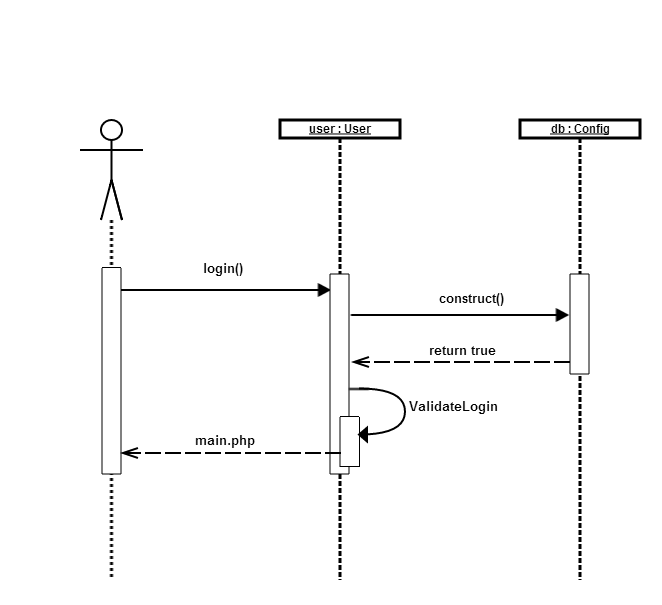 user : User
db : Config
login()
construct()
return true
ValidateLogin
main.php